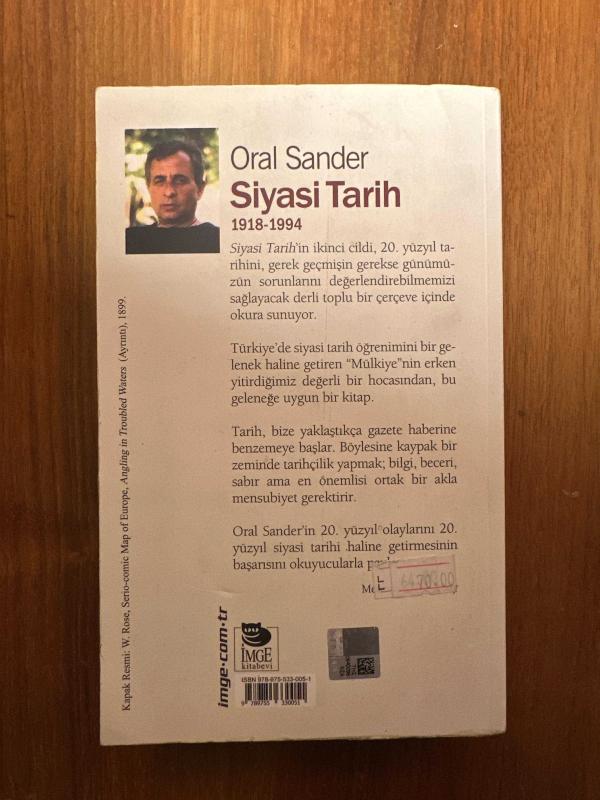 Oral Sander
Siyasi Tarih
1918-1994
Siyasi Tarih'in ikinci cildi, 20. yüzyıl ta-
rihini, gerek geçmişin gerekse günümü-
zün sorunlarını değerlendirebilmemizi
sağlayacak derli toplu bir çerçeve içinde
okura sunuyor.
Türkiye'de siyasi tarih öğrenimini bir ge-
lenek haline getiren "Mülkiye"nin erken
yitirdiğimiz değerli bir hocasından, bu
geleneğe uygun bir kitap.
Tarih, bize yaklaştıkça gazete haberine
benzemeye başlar. Böylesine kaypak bir
zeminde tarihçilik yapmak; bilgi, beceri,
sabır ama en önemlisi ortak bir akla
mensubiyet gerektirir.
Oral Sander'in 20. yüzyıl olaylarını 20.
yüzyıl siyasi tarihi haline getirmesinin
başarısını okuyucularla
Kapak Resmi: W. Rose, Serio-comic Map of Europe, Angling in Troubled Waters (Ayrıntı), 1899.
imge.com.tr
İMGE
kitabevi
ISBN 978-975-533-005-1
9 789755 330051